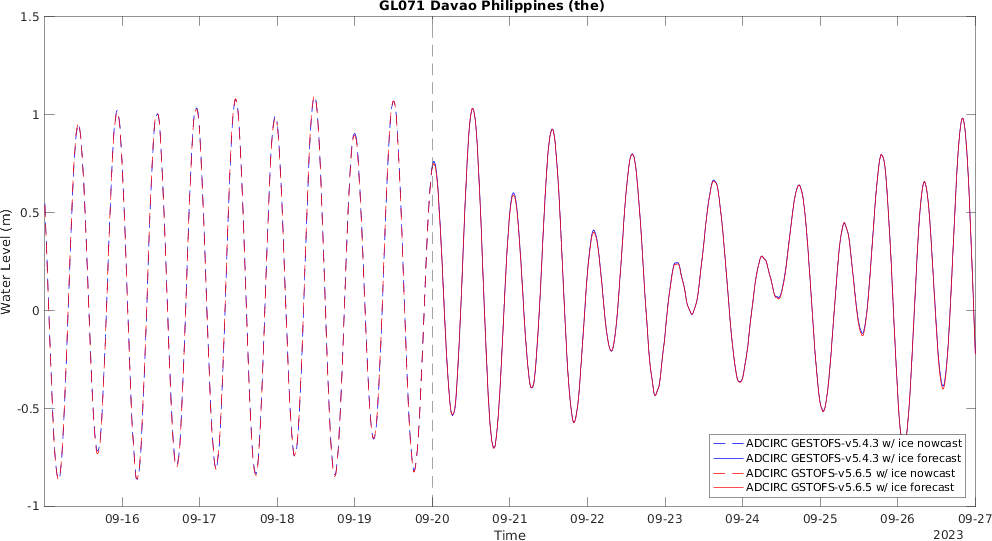 GL071 Davao Philippines (the)
Water Level (m)
1.5
1
0.5
0
-0.5
-1
ADCIRC GESTOFS-v5.4.3 w/ ice nowcast
ADCIRC GESTOFS-v5.4.3 w/ ice forecast
ADCIRC GSTOFS-v5.6.5 w/ ice nowcast
ADCIRC GSTOFS-v5.6.5 w/ ice forecast
09-16 09-17 09-18 09-19 09-20 09-21 09-22 09-23 09-24 09-25 09-26 09-27
Time
2023